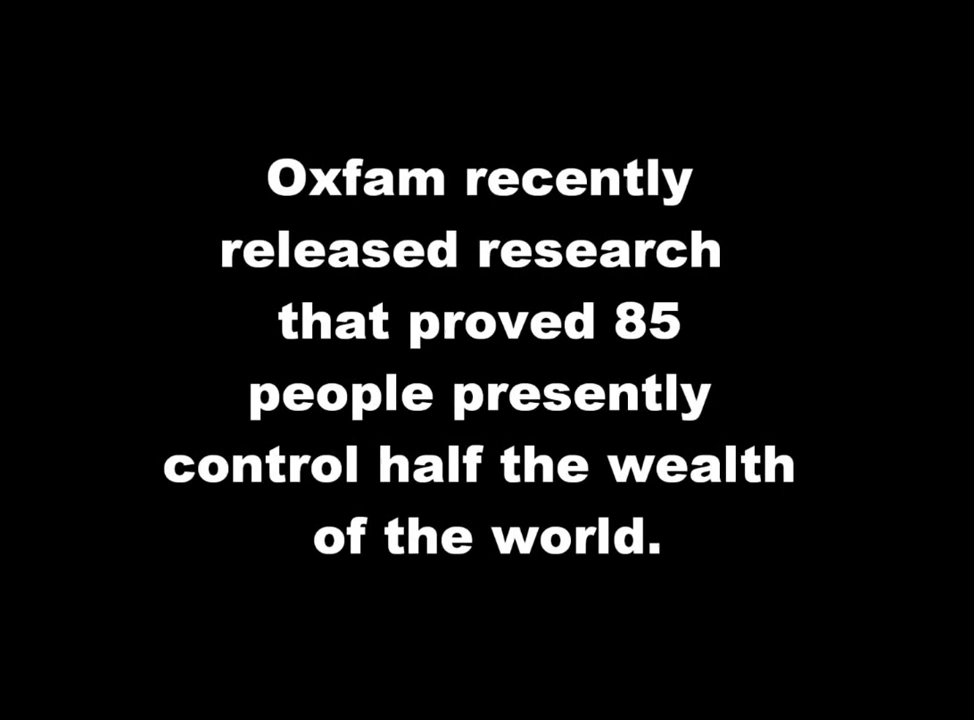 Oxfam recently
released research
that proved 85
people presently
control half the wealth
of the world.